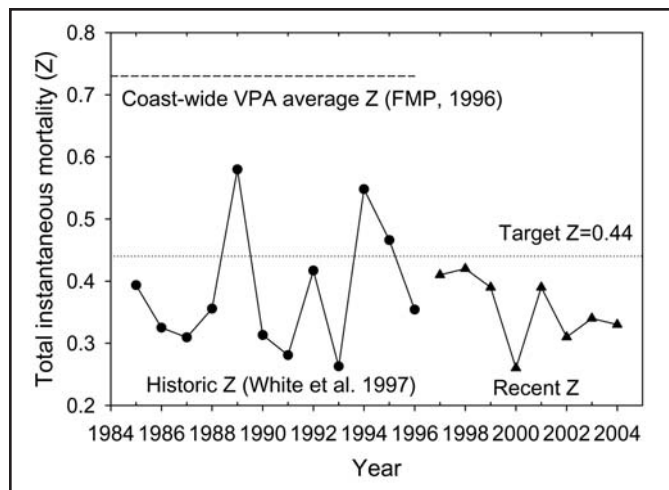 Total instantaneous mortality (Z)
0.8
0.7
0.6
0.5
0.4
0.3
0.2
Coast-wide VPA average Z (FMP, 1996)
Target Z=0.44
Historic Z (White et al. 1997)
Recent Z
1984 1986 1988 1990 1992 1994 1996 1998 2000 2002 2004
Year